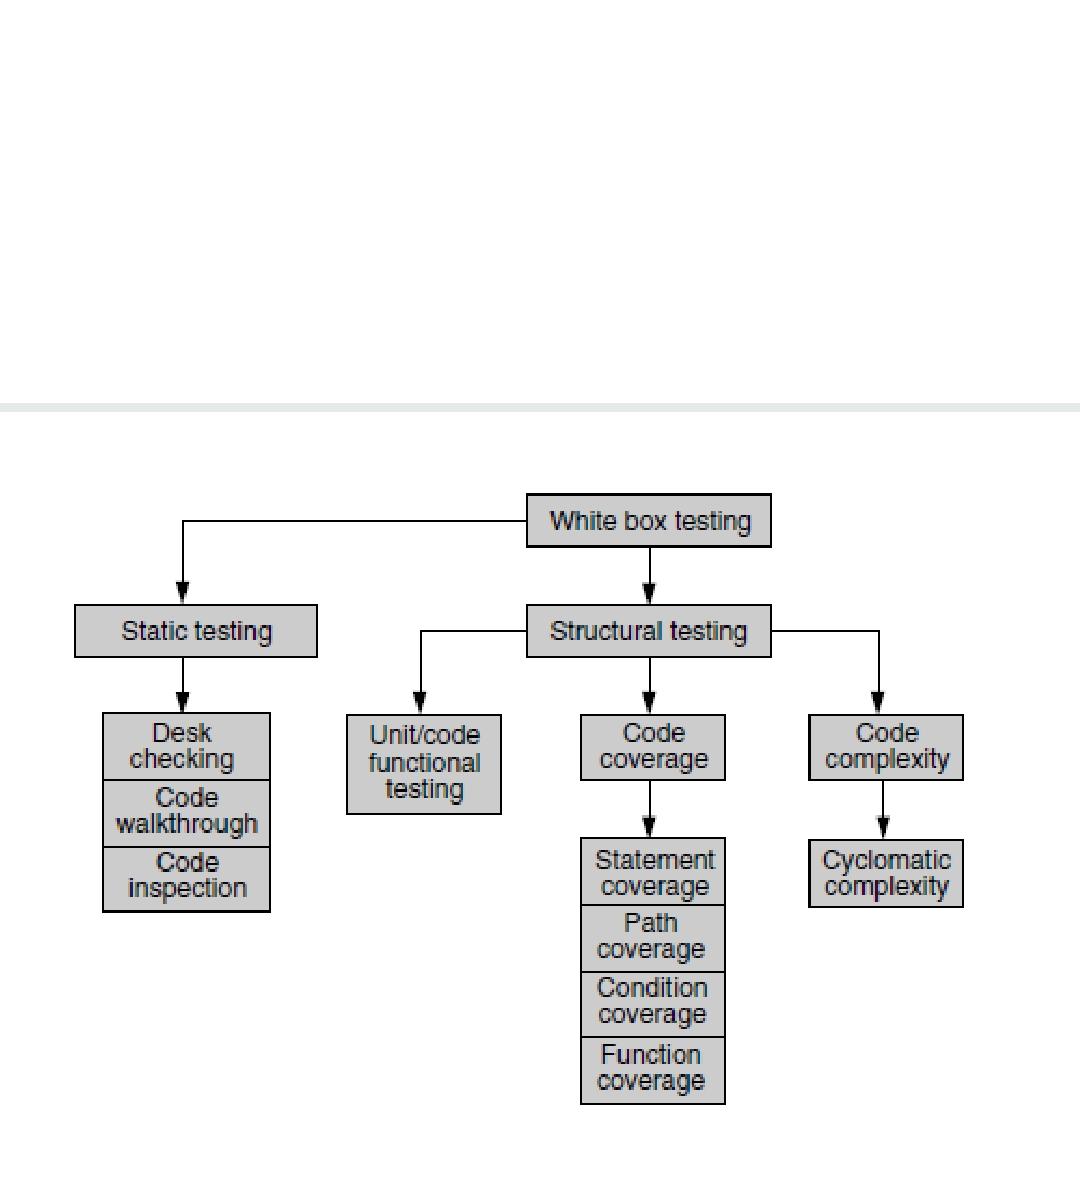 White box testing
Static testing
Structural testing
Desk
checking
Code
walkthrough
Code
inspection
Unit/code
functional
testing
Code
coverage
Statement
coverage
Path
coverage
Condition
coverage
Function
coverage
Code
complexity
Cyclomatic
complexity